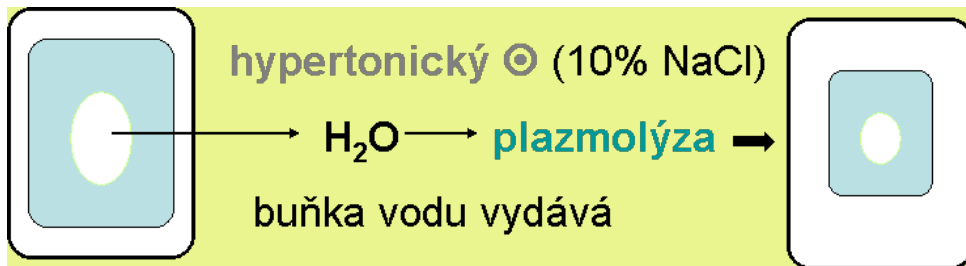 hypertonický ⊙ (10% NaCl)
H₂O plazmolýza
buňka vodu vydává